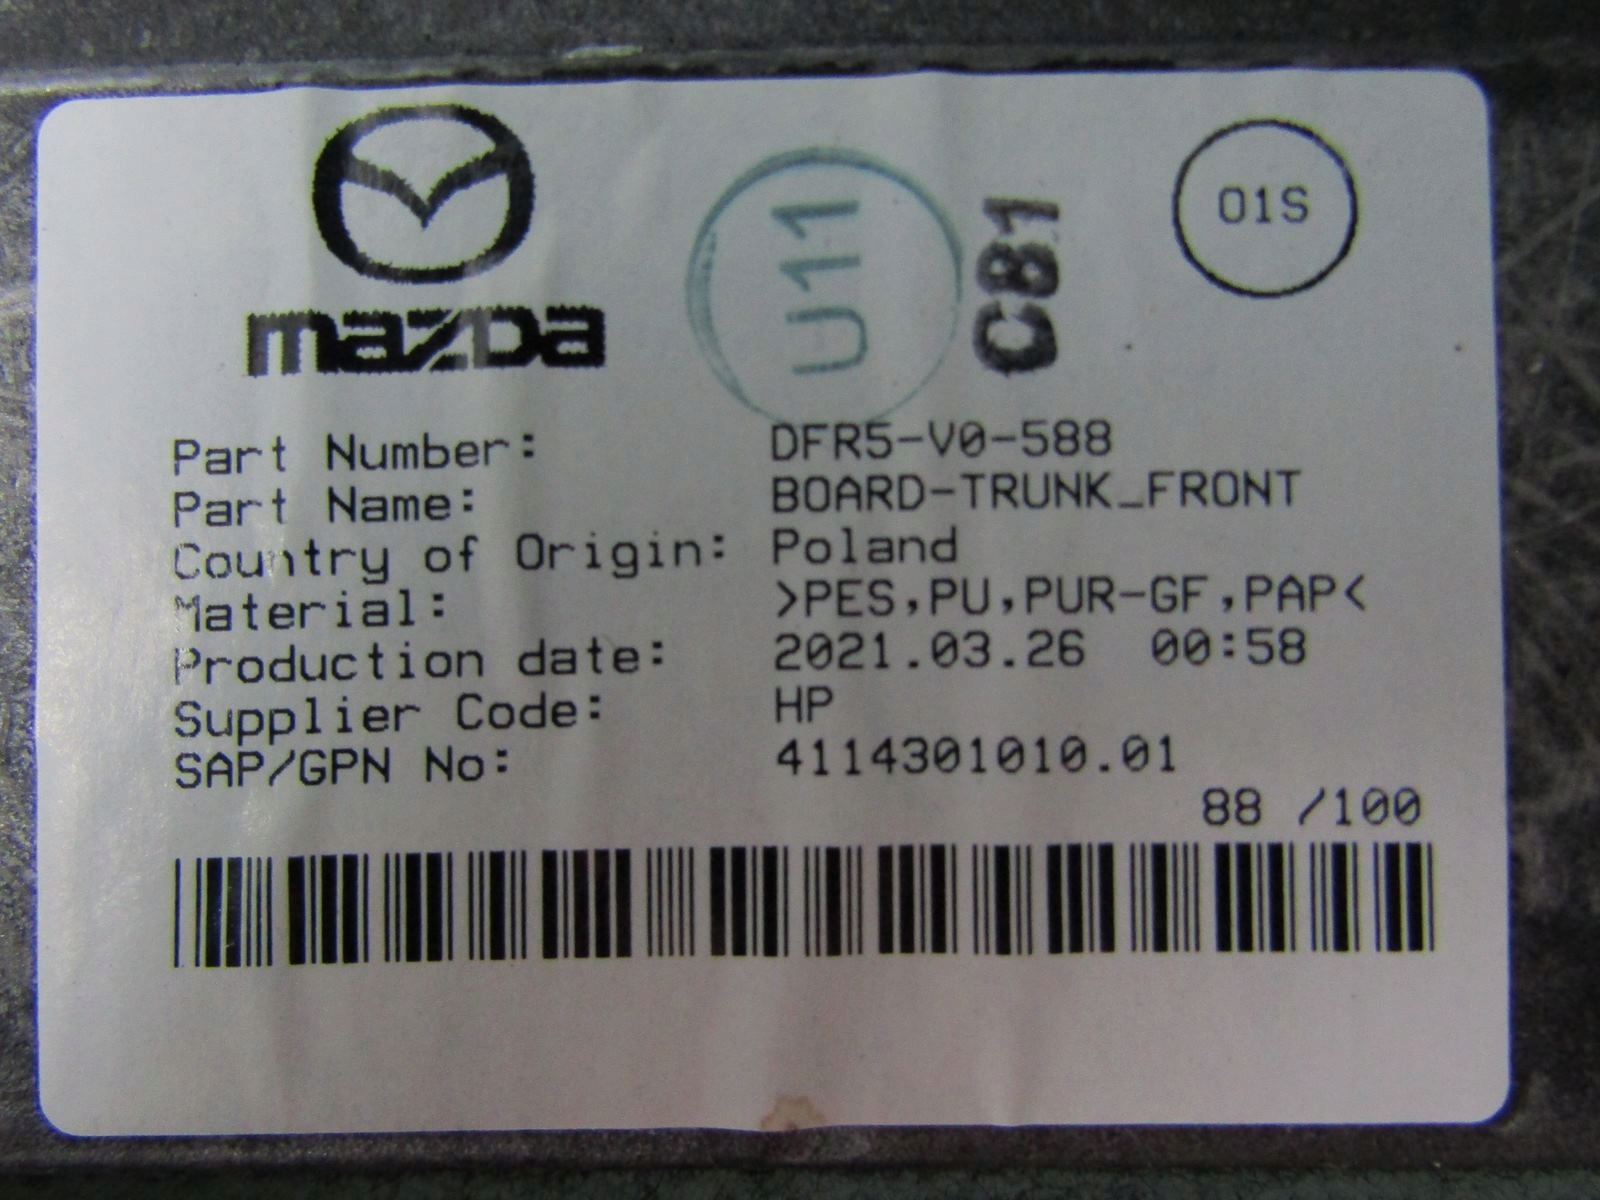 mazda
U11
C81
01S
Part Number: DFR5-V0-588
Part Name: BOARD-TRUNK_FRONT
Country of Origin: Poland
Material: >PES,PU,PUR-GF,PAP<
Production date: 2021.03.26 00:58
Supplier Code: HP
SAP/GPN No: 4114301010.01
88 /100